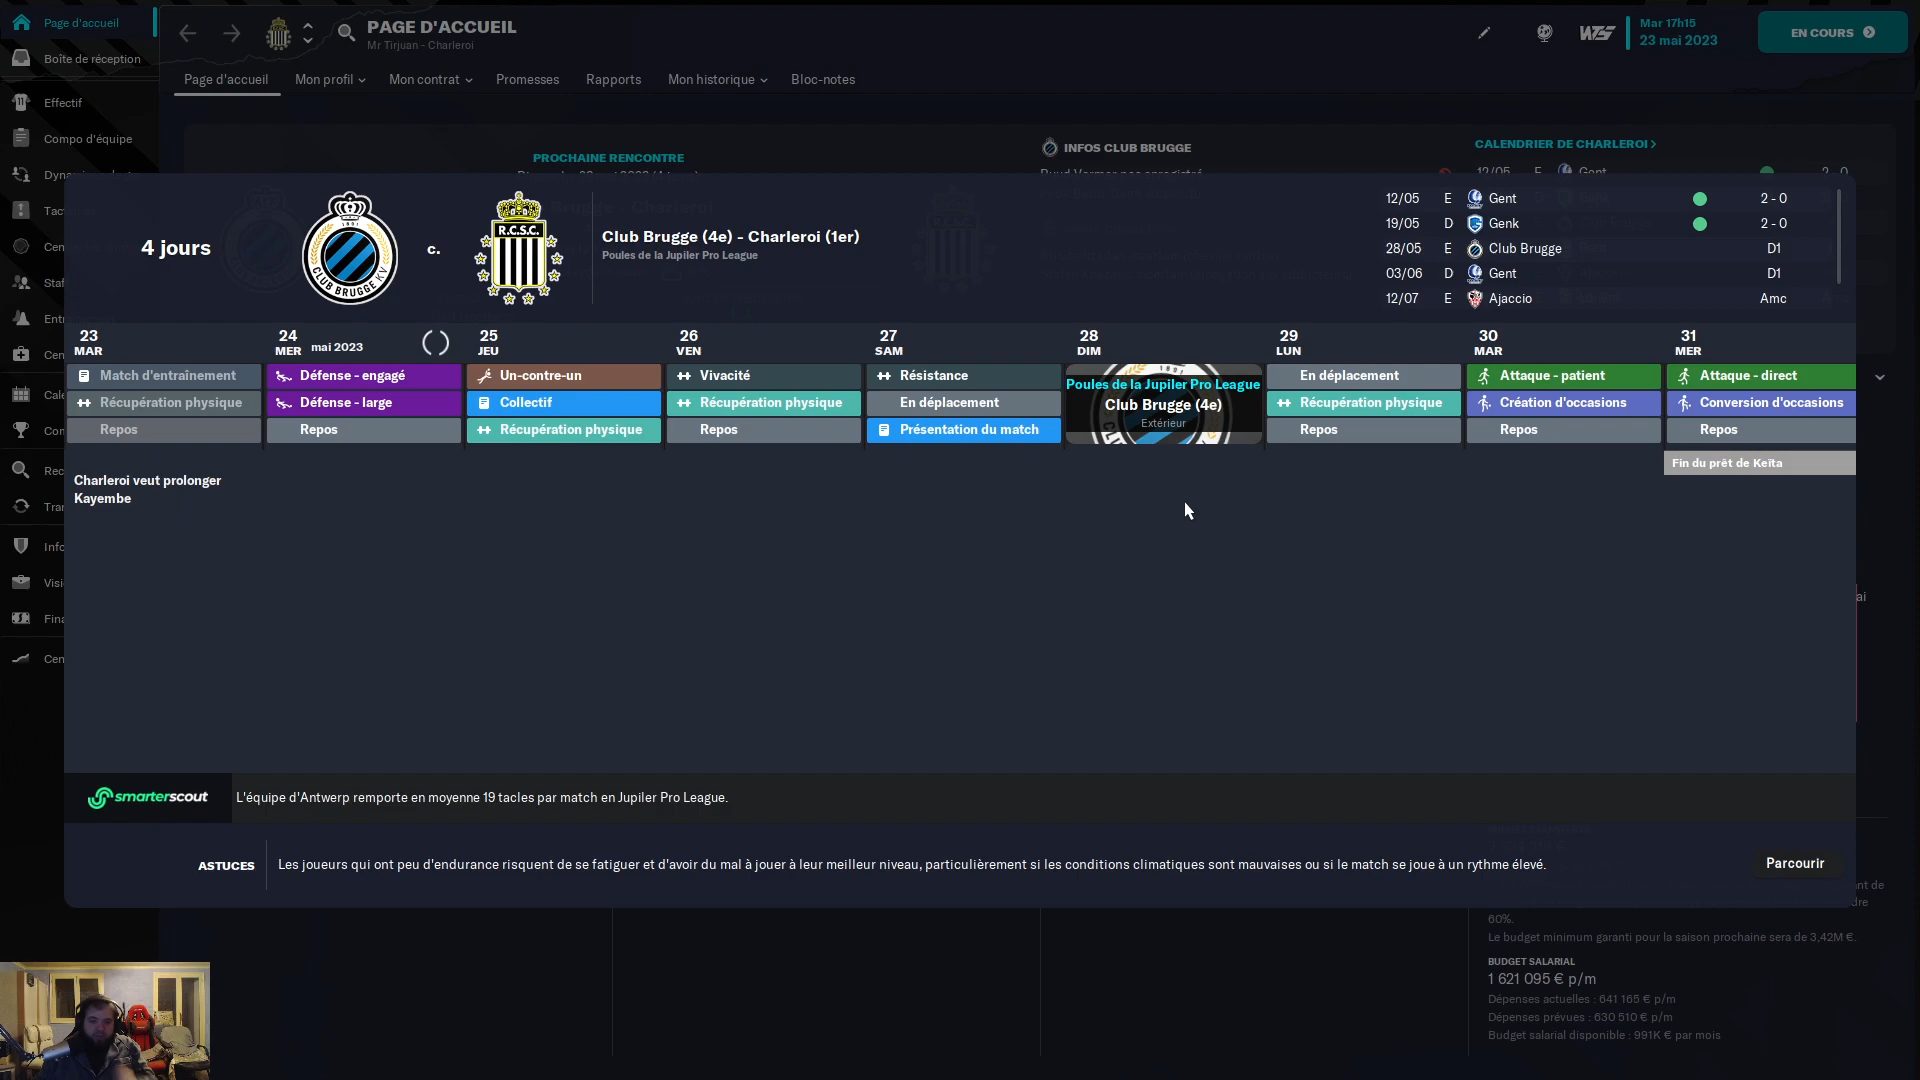 Page d'accueil
PAGE D'ACCUEIL
Mr Tirjuan - Charleroi
WTS
Mar 17h15
23 mai 2023
EN COURS
Boîte de réception
Page d'accueil
Mon profil
Mon contrat
Promesses
Rapports
Mon historique
Bloc-notes
Effectif
Compo d'équipe
PROCHAINE RENCONTRE
INFOS CLUB BRUGGE
CALENDRIER DE CHARLEROI
12/05 E Gent 2 - 0
4 jours
c.
Club Brugge (4e) - Charleroi (1er)
Poules de la Jupiler Pro League
1891
CLUB BRUGGE KV
R.C.S.C.
12/05 E Gent 2 - 0
19/05 D Genk 2 - 0
28/05 E Club Brugge D1
03/06 D Gent D1
12/07 E Ajaccio Amc
23 MAR
24 MER
mai 2023
25 JEU
26 VEN
27 SAM
28 DIM
29 LUN
30 MAR
31 MER
Match d'entraînement
Défense - engagé
Un-contre-un
Vivacité
Résistance
Poules de la Jupiler Pro League
En déplacement
Attaque - patient
Attaque - direct
Récupération physique
Défense - large
Collectif
Récupération physique
En déplacement
Club Brugge (4e)
Récupération physique
Création d'occasions
Conversion d'occasions
Repos
Repos
Récupération physique
Repos
Présentation du match
Extérieur
Repos
Repos
Repos
Fin du prêt de Keïta
Charleroi veut prolonger
Kayembe
smarterscout
L'équipe d'Antwerp remporte en moyenne 19 tacles par match en Jupiler Pro League.
ASTUCES
Les joueurs qui ont peu d'endurance risquent de se fatiguer et d'avoir du mal à jouer à leur meilleur niveau, particulièrement si les conditions climatiques sont mauvaises ou si le match se joue à un rythme élevé.
Parcourir
60%.
Le budget minimum garanti pour la saison prochaine sera de 3,42M €.
BUDGET SALARIAL
1 621 095 € p/m
Dépenses actuelles : 641 165 € p/m
Dépenses prévues : 630 510 € p/m
Budget salarial disponible : 991K € par mois